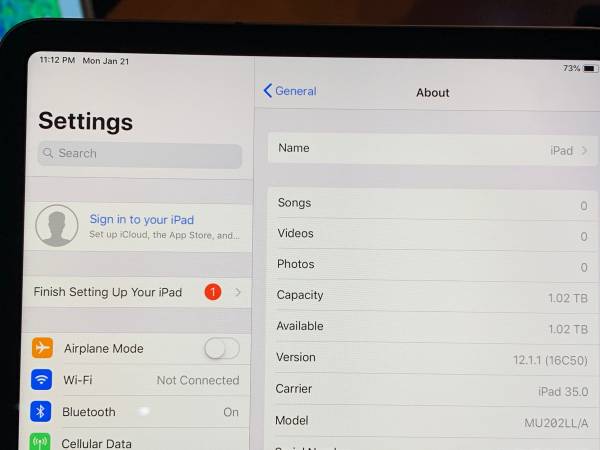 11:12 PM Mon Jan 21
73%
Settings
Search
Sign in to your iPad
Set up iCloud, the App Store, and...
Finish Setting Up Your iPad 1
Airplane Mode
Wi-Fi Not Connected
Bluetooth On
Cellular Data
General
About
Name iPad
Songs 0
Videos 0
Photos 0
Capacity 1.02 TB
Available 1.02 TB
Version 12.1.1 (16C50)
Carrier iPad 35.0
Model MU202LL/A